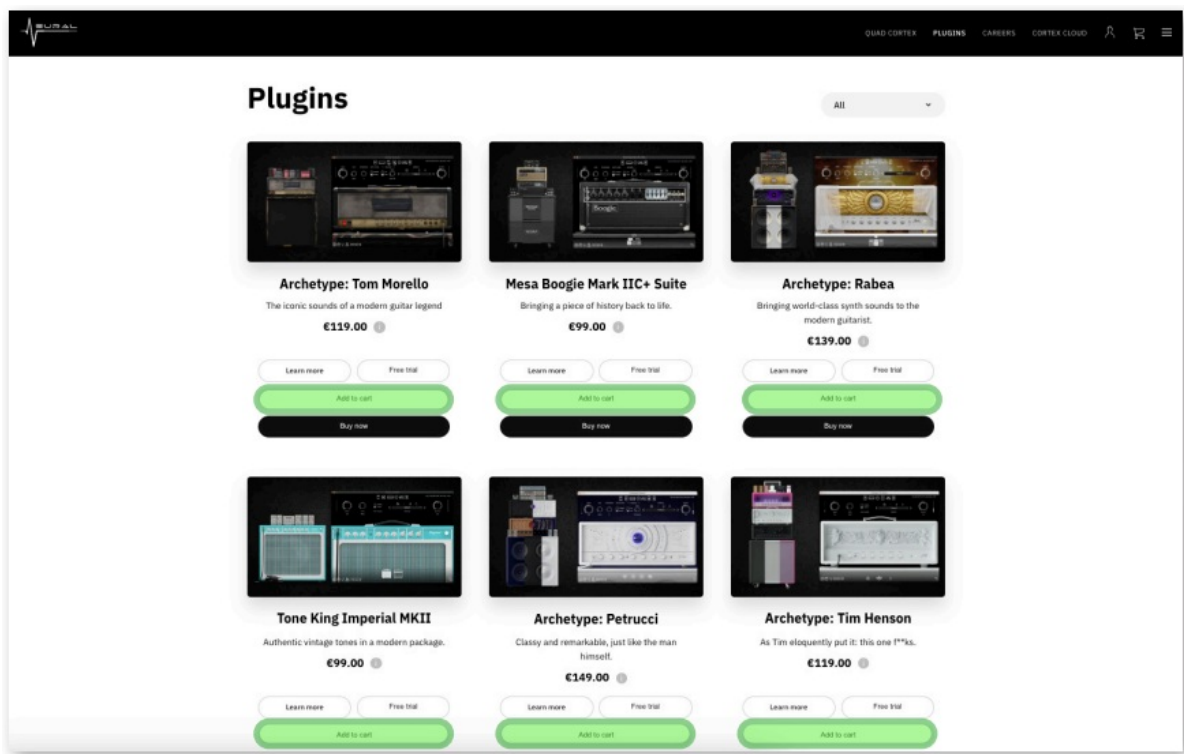 EURAL
QUAD CORTEX PLUGINS CAREERS CORTEX CLOUD
Plugins
All
Boogie
Archetype: Tom Morello
Mesa Boogie Mark IIC+ Suite
Archetype: Rabea
The iconic sounds of a modern guitar legend
Bringing a piece of history back to life.
Bringing world-class synth sounds to the
modern guitarist.
€119.00
€99.00
€139.00
Learn more Free trial
Learn more Free trial
Learn more Free trial
Add to cart
Add to cart
Add to cart
Buy now
Buy now
Buy now
Tone King Imperial MKII
Archetype: Petrucci
Archetype: Tim Henson
Authentic vintage tones in a modern package.
Classy and remarkable, just like the man
himself.
As Tim eloquently put it: this one f**ks.
€99.00
€149.00
€119.00
Learn more Free trial
Learn more Free trial
Learn more Free trial
Add to cart
Add to cart
Add to cart